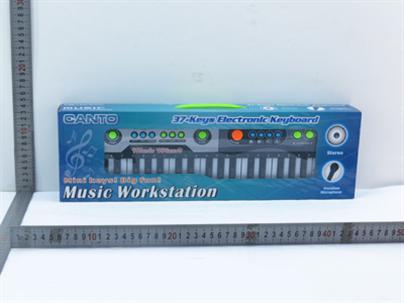 MUSIC
CANTO
37-Keys Electronic Keyboard
Mini keys! Big fun!
Music Workstation
Stereo
Microphone